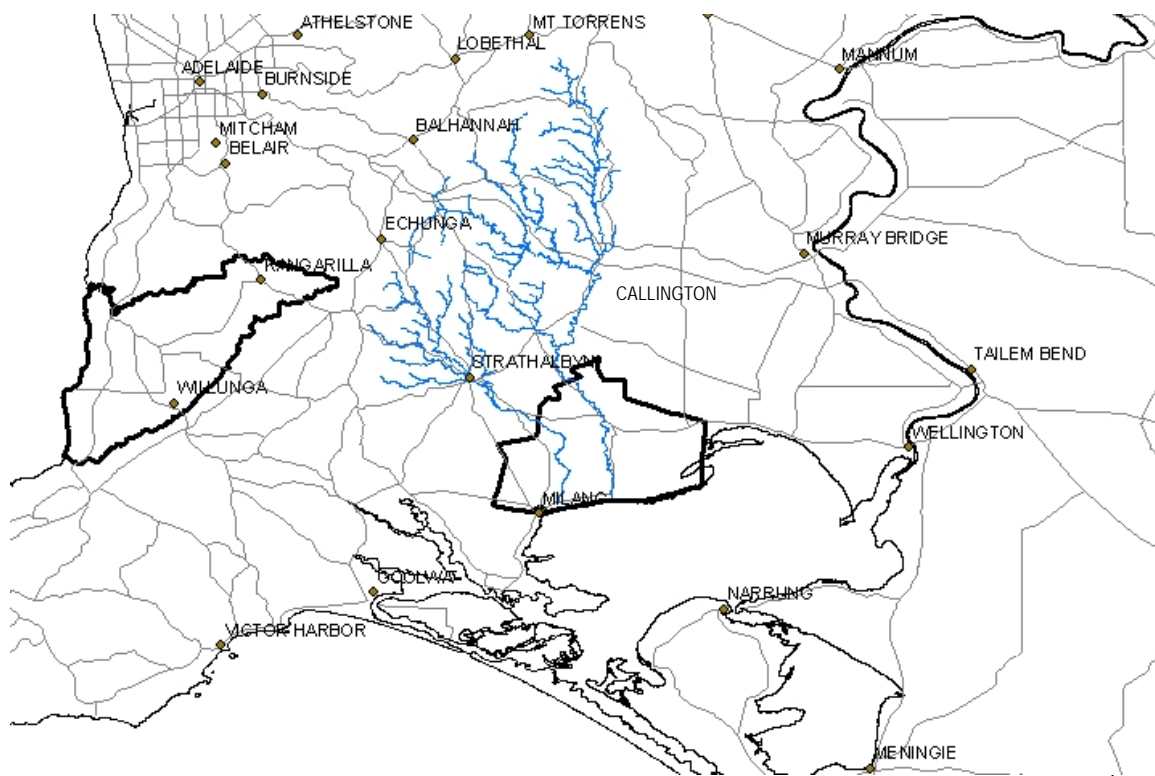 ATHELSTONE
MT TORRENS
LOBETHAL
MANNUM
ADELAIDE
BURNSIDE
MITCHAM
BALHANNAH
BELAIR
ECHUNGA
MURRAY BRIDGE
KANGARILLA
CALLINGTON
STRATHALBYN
TAILEM BEND
WILLUNGA
WELLINGTON
MILANG
GOOLWA
NARRUNG
VICTOR HARBOR
MENINGIE